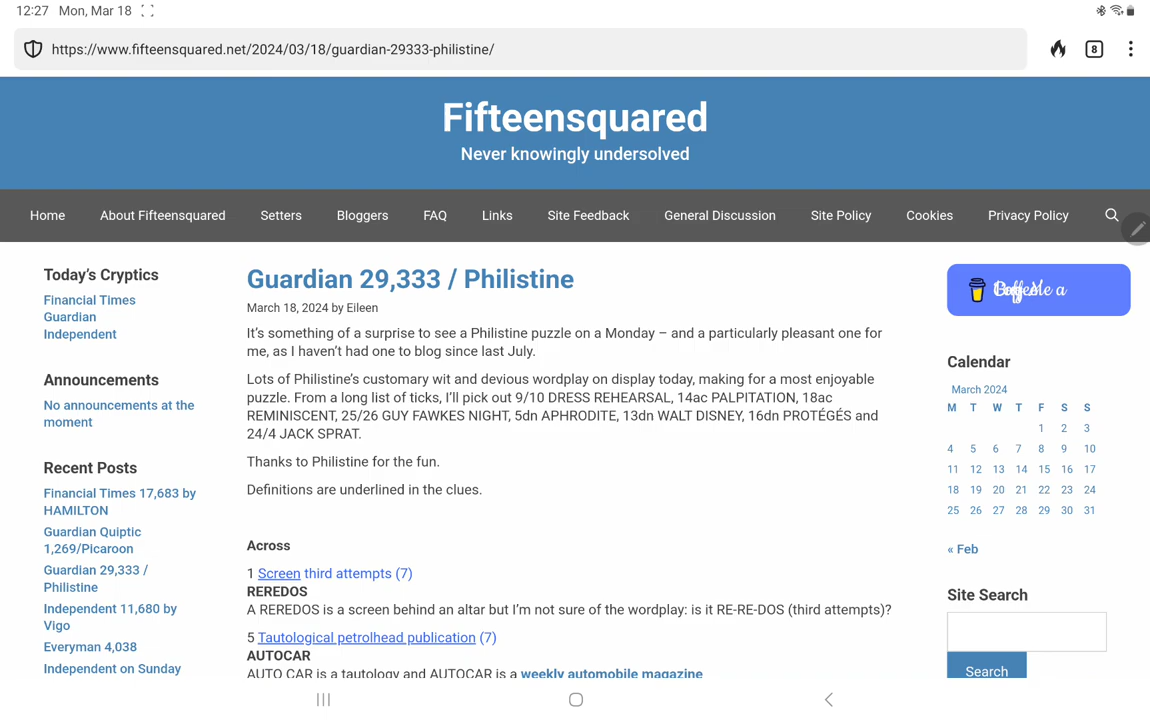 12:27 Mon, Mar 18
https://www.fifteensquared.net/2024/03/18/guardian-29333-philistine/
8
Fifteensquared
Never knowingly undersolved
Home About Fifteensquared Setters Bloggers FAQ Links Site Feedback General Discussion Site Policy Cookies Privacy Policy
Today's Cryptics
Financial Times
Guardian
Independent
Announcements
No announcements at the
moment
Recent Posts
Financial Times 17,683 by
HAMILTON
Guardian Quiptic
1,269/Picaroon
Guardian 29,333 /
Philistine
Independent 11,680 by
Vigo
Everyman 4,038
Independent on Sunday
Guardian 29,333 / Philistine
March 18, 2024 by Eileen
It's something of a surprise to see a Philistine puzzle on a Monday – and a particularly pleasant one for
me, as I haven't had one to blog since last July.
Lots of Philistine's customary wit and devious wordplay on display today, making for a most enjoyable
puzzle. From a long list of ticks, I'll pick out 9/10 DRESS REHEARSAL, 14ac PALPITATION, 18ac
REMINISCENT, 25/26 GUY FAWKES NIGHT, 5dn APHRODITE, 13dn WALT DISNEY, 16dn PROTÉGÉS and
24/4 JACK SPRAT.
Thanks to Philistine for the fun.
Definitions are underlined in the clues.
Across
1 Screen third attempts (7)
REREDOS
A REREDOS is a screen behind an altar but I'm not sure of the wordplay: is it RE-RE-DOS (third attempts)?
5 Tautological petrolhead publication (7)
AUTOCAR
AUTO CAR is a tautology and AUTOCAR is a weekly automobile magazine
Calendar
March 2024
M T W T F S S
1 2 3
4 5 6 7 8 9 10
11 12 13 14 15 16 17
18 19 20 21 22 23 24
25 26 27 28 29 30 31
« Feb
Site Search
Search